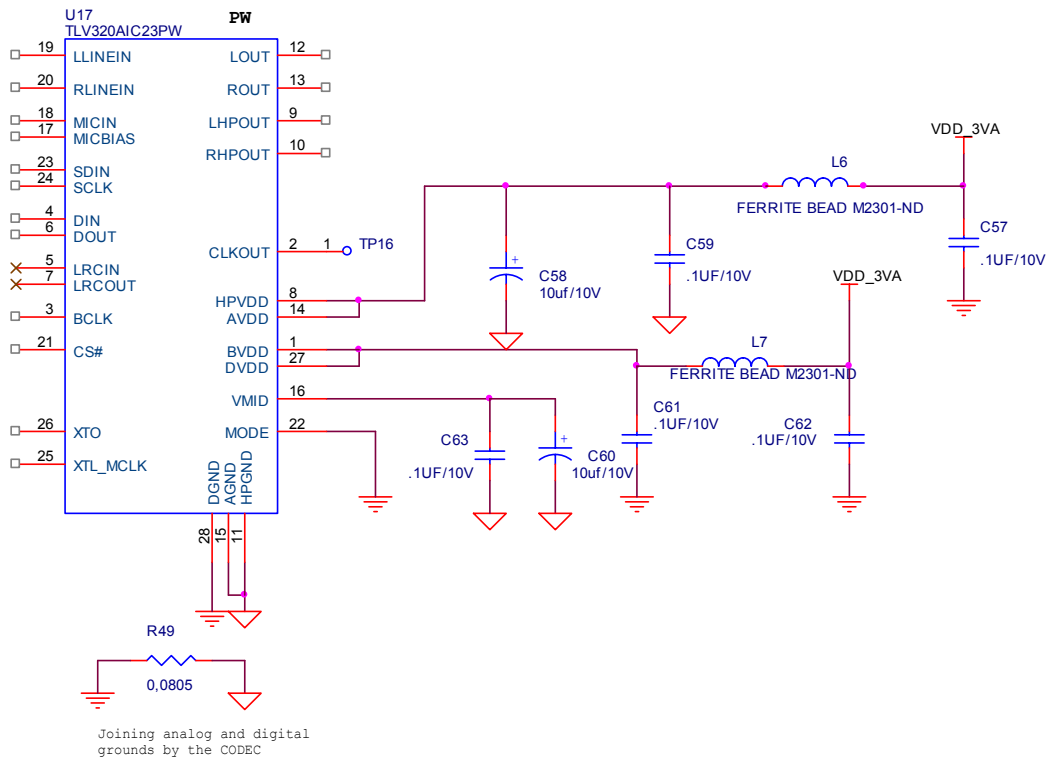 U17
PW
TLV320AIC23PW
19
LLINEIN
LOUT
12
20
RLINEIN
ROUT
13
18
MICIN
LHPOUT
9
17
MICBIAS
RHPOUT
10
VDD_3VA
23
SDIN
24
SCLK
L6
FERRITE BEAD M2301-ND
4
DIN
6
DOUT
CLKOUT
2
1
TP16
C59
.1UF/10V
C57
.1UF/10V
5
LRCIN
7
LRCOUT
+
C58
10uf/10V
VDD_3VA
HPVDD
8
AVDD
14
3
BCLK
21
CS#
BVDD
1
DVDD
27
L7
FERRITE BEAD M2301-ND
VMID
16
C61
.1UF/10V
C62
.1UF/10V
26
XTO
MODE
22
C63
.1UF/10V
+
C60
10uf/10V
25
XTL_MCLK
DGND
AGND
HPGND
28
15
11
R49
0,0805
Joining analog and digital
grounds by the CODEC